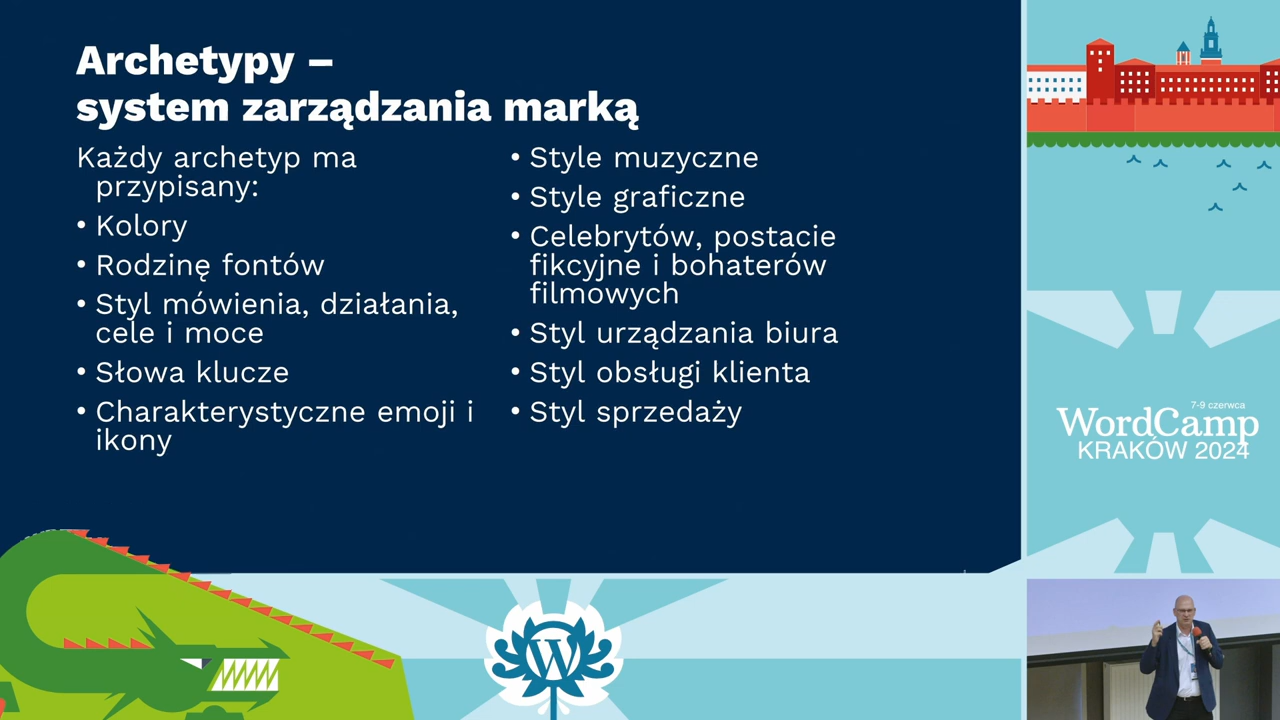 Archetypy –
system zarządzania marką
Każdy archetyp ma
przypisany:
• Kolory
• Rodzinę fontów
• Styl mówienia, działania,
cele i moce
• Słowa klucze
• Charakterystyczne emoji i
ikony
• Style muzyczne
• Style graficzne
• Celebrytów, postacie
fikcyjne i bohaterów
filmowych
• Styl urządzania biura
• Styl obsługi klienta
• Styl sprzedaży
7-9 czerwca
WordCamp
KRAKÓW 2024
W